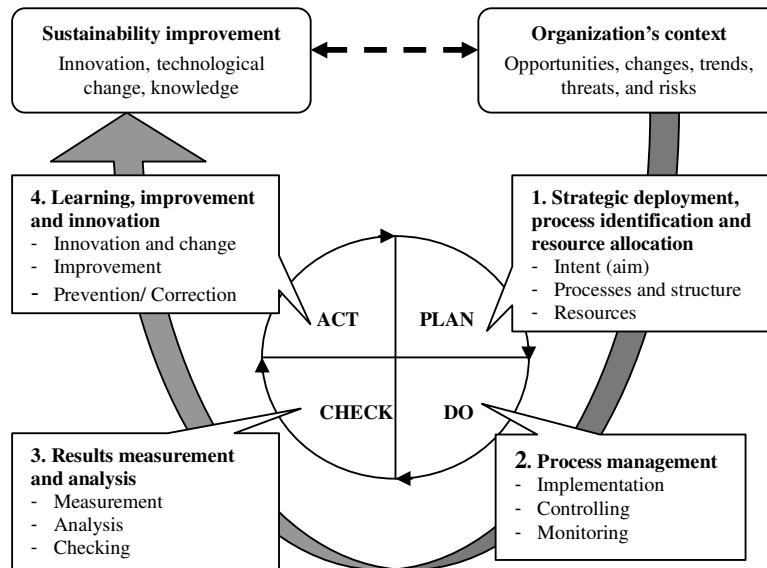 Sustainability improvement
Innovation, technological
change, knowledge
Organization's context
Opportunities, changes, trends,
threats, and risks
4. Learning, improvement
and innovation
- Innovation and change
- Improvement
- Prevention/ Correction
1. Strategic deployment,
process identification and
resource allocation
- Intent (aim)
- Processes and structure
- Resources
ACT
PLAN
CHECK
DO
3. Results measurement
and analysis
- Measurement
- Analysis
- Checking
2. Process management
- Implementation
- Controlling
- Monitoring